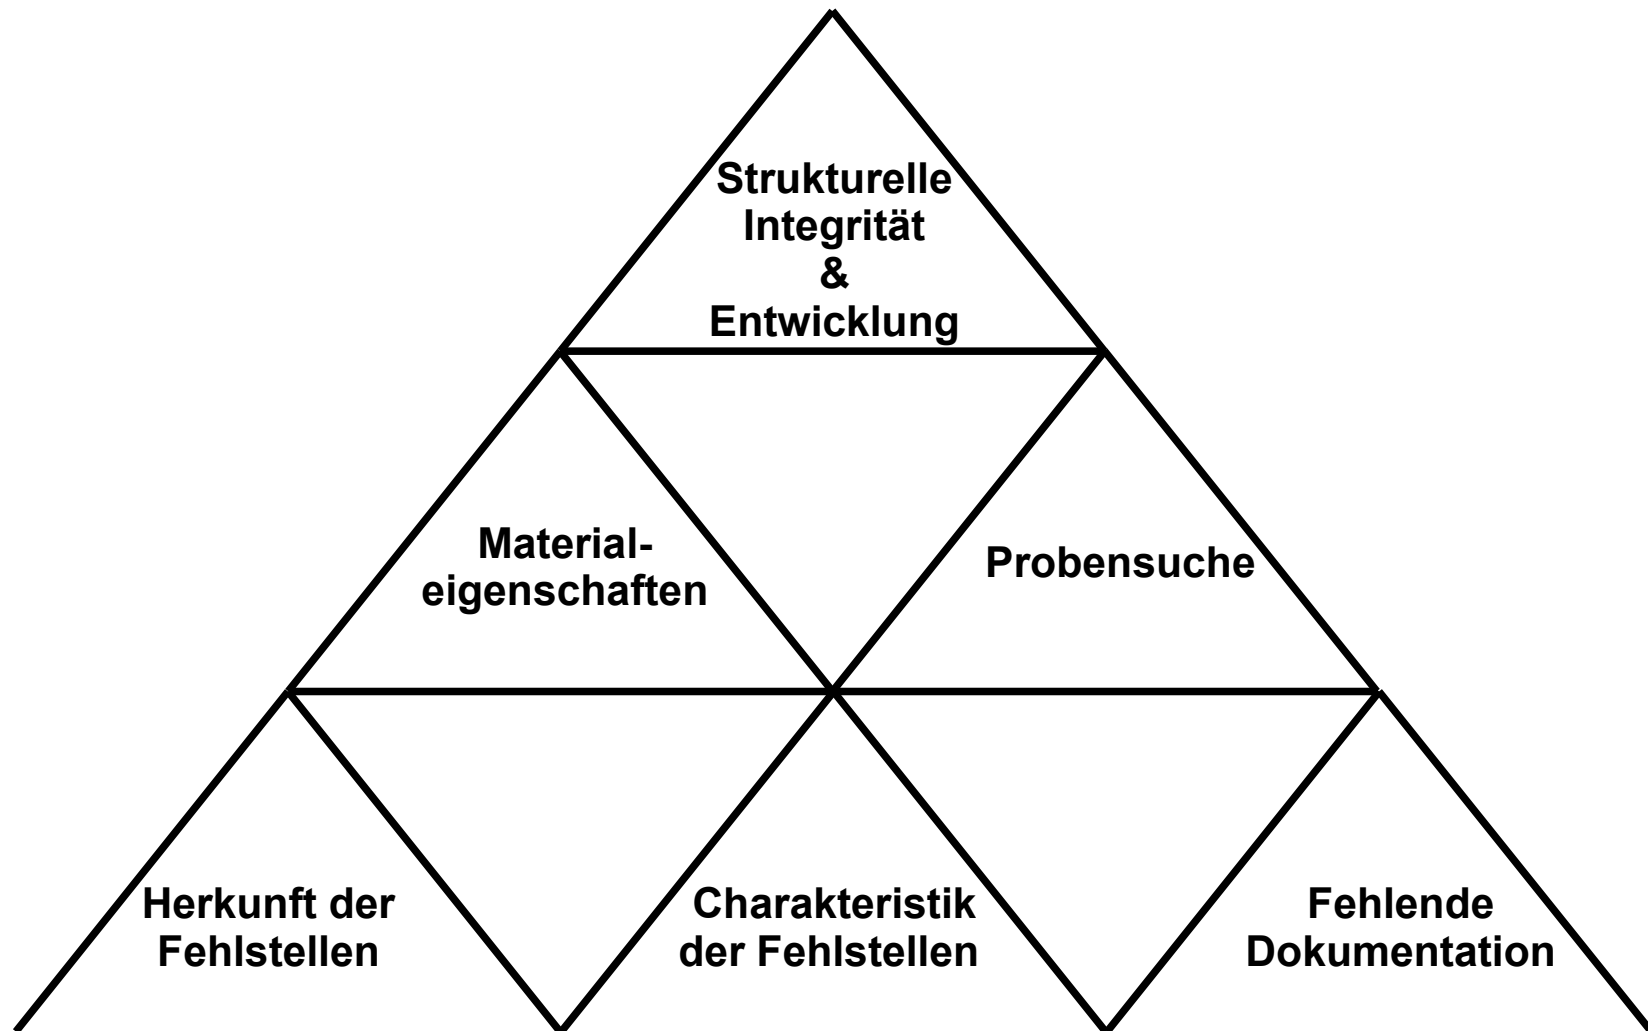 Strukturelle
Integrität
&
Entwicklung
Material-
eigenschaften
Probensuche
Herkunft der
Fehlstellen
Charakteristik
der Fehlstellen
Fehlende
Dokumentation